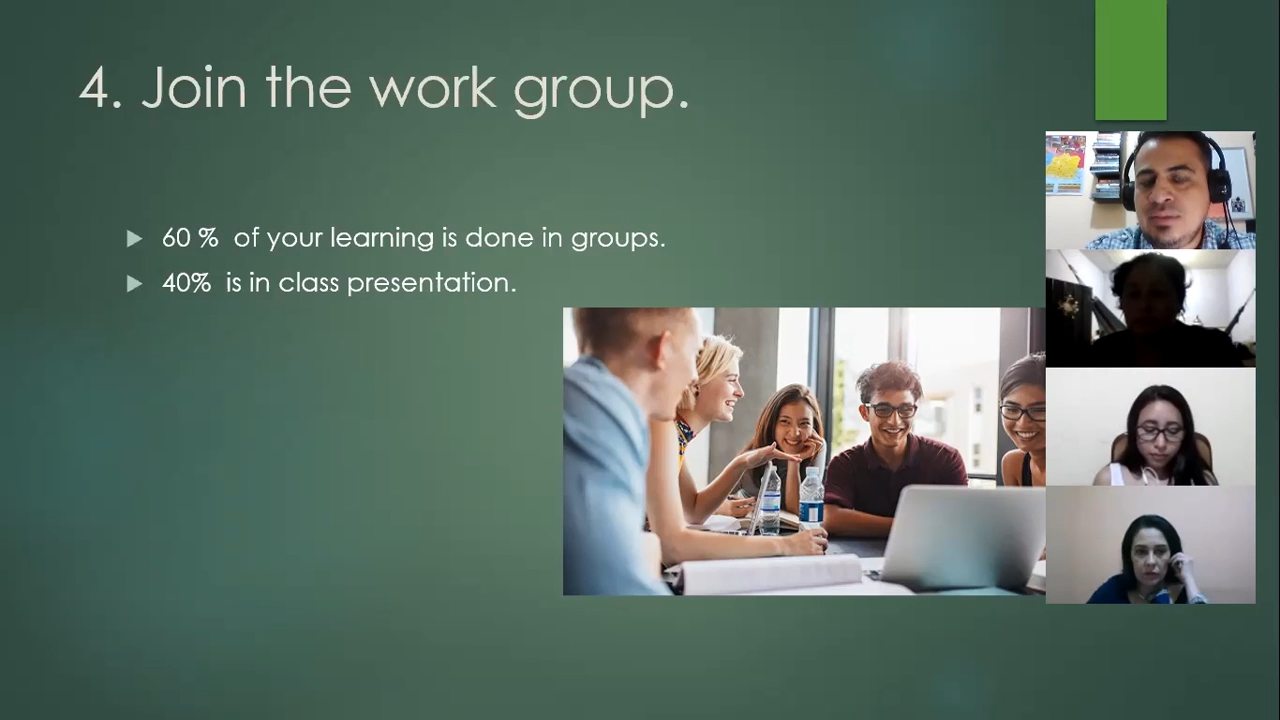 4. Join the work group.
60 % of your learning is done in groups.
40% is in class presentation.